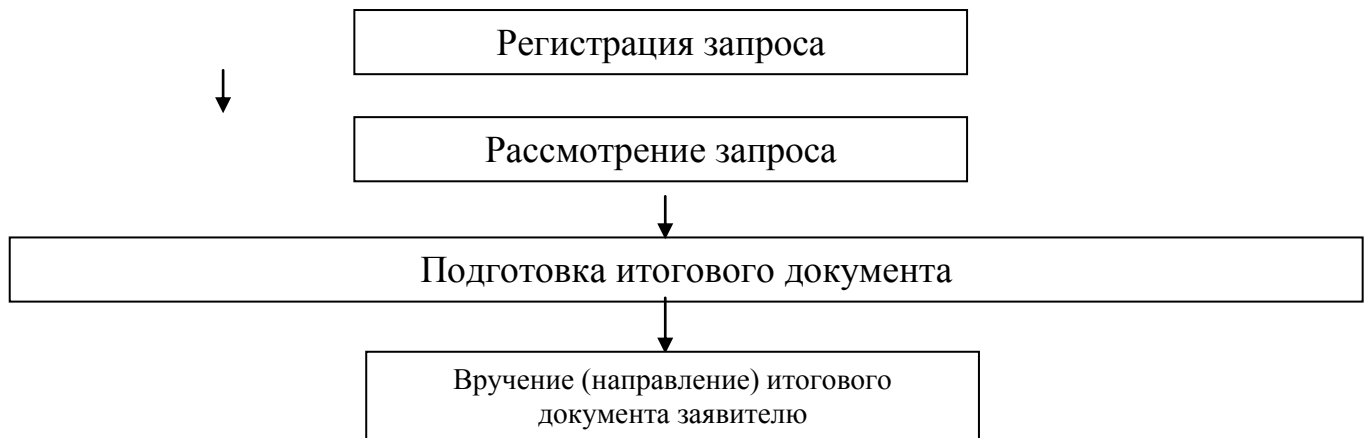 Регистрация запроса
Рассмотрение запроса
Подготовка итогового документа
Вручение (направление) итогового
документа заявителю